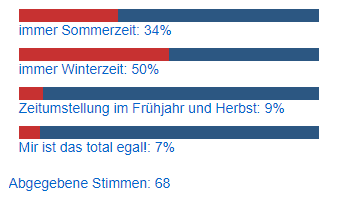 immer Sommerzeit: 34%
immer Winterzeit: 50%
Zeitumstellung im Frühjahr und Herbst: 9%
Mir ist das total egal!: 7%
Abgegebene Stimmen: 68